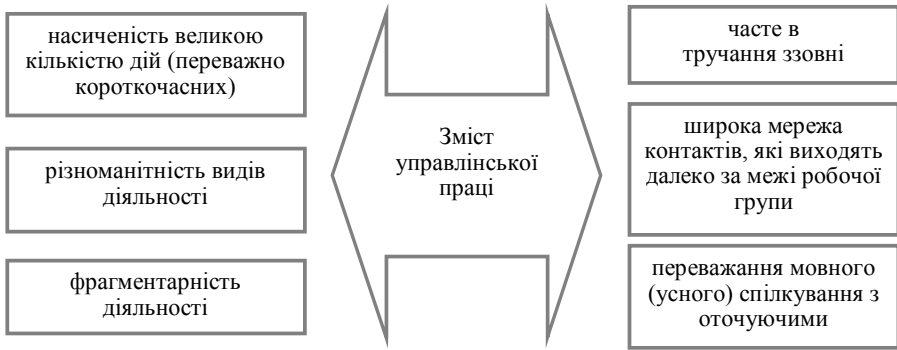 насиченість великою
кількістю дій (переважно
короткочасних)
різноманітність видів
діяльності
фрагментарність
діяльності
Зміст
управлінської
праці
часте в
тручання ззовні
широка мережа
контактів, які виходять
далеко за межі робочої
групи
переважання мовного
(усного) спілкування з
оточуючими